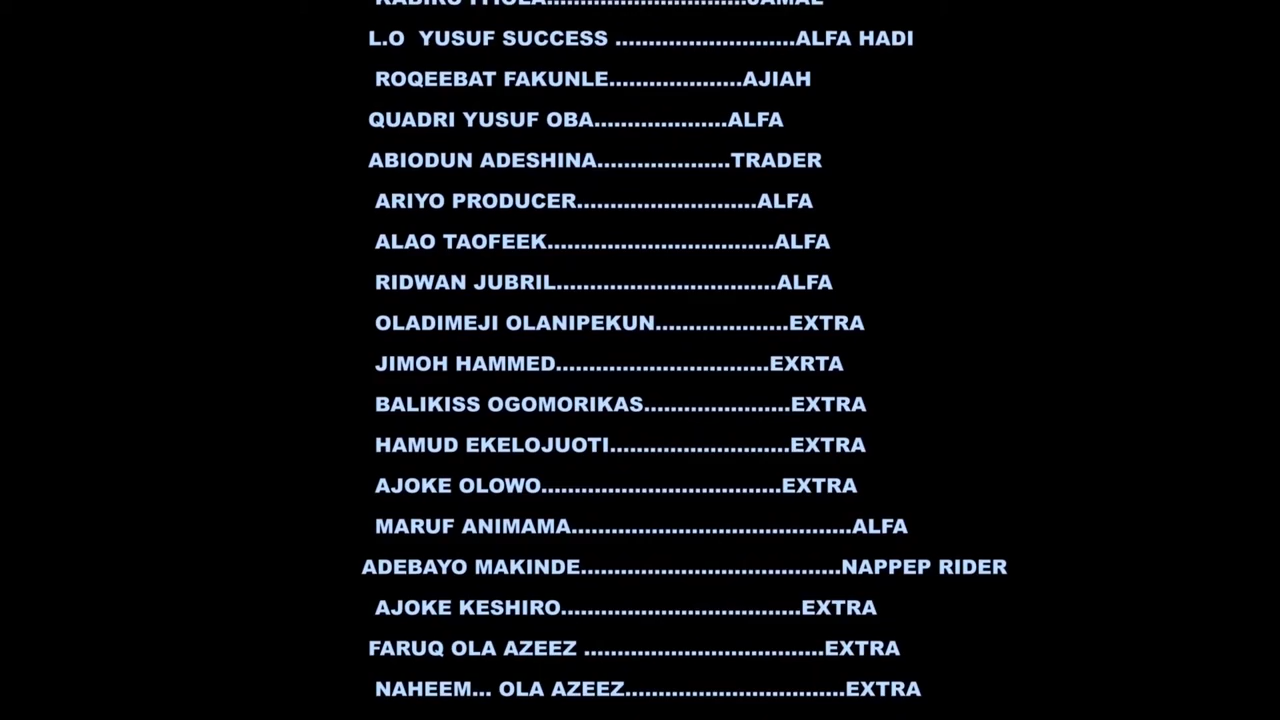 L.O YUSUF SUCCESS ...........................ALFA HADI
ROQEEBAT FAKUNLE....................AJIAH
QUADRI YUSUF OBA....................ALFA
ABIODUN ADESHINA....................TRADER
ARIYO PRODUCER...........................ALFA
ALAO TAOFEEK..................................ALFA
RIDWAN JUBRIL.................................ALFA
OLADIMEJI OLANIPEKUN....................EXTRA
JIMOH HAMMED................................EXRTA
BALIKISS OGOMORIKAS......................EXTRA
HAMUD EKELOJUOTI...........................EXTRA
AJOKE OLOWO....................................EXTRA
MARUF ANIMAMA..........................................ALFA
ADEBAYO MAKINDE.......................................NAPPEP RIDER
AJOKE KESHIRO....................................EXTRA
FARUQ OLA AZEEZ ....................................EXTRA
NAHEEM... OLA AZEEZ.................................EXTRA